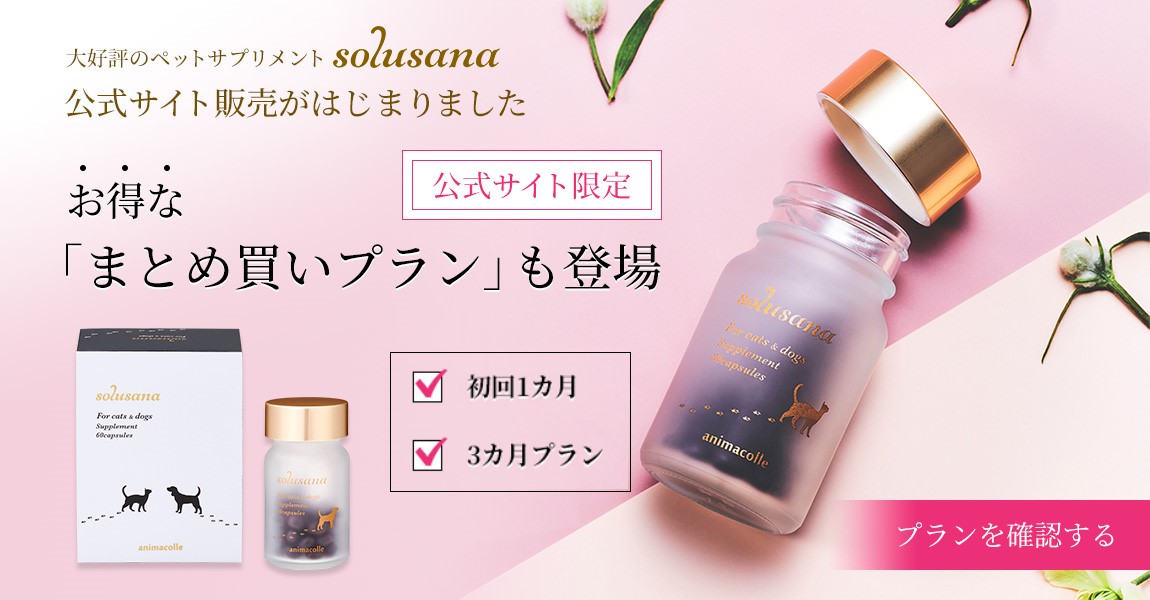 大好評のペットサプリメント solusana
公式サイト販売がはじまりました
お得な
公式サイト限定
「まとめ買いプラン」も登場
初回1カ月
3カ月プラン
solusana
For cats & dogs
Supplement
60capsules
animacolle
solusana
For cats & dogs
Supplement
60capsules
animacolle
solusana
For cats & dogs
Supplement
60capsules
animacolle
プランを確認する